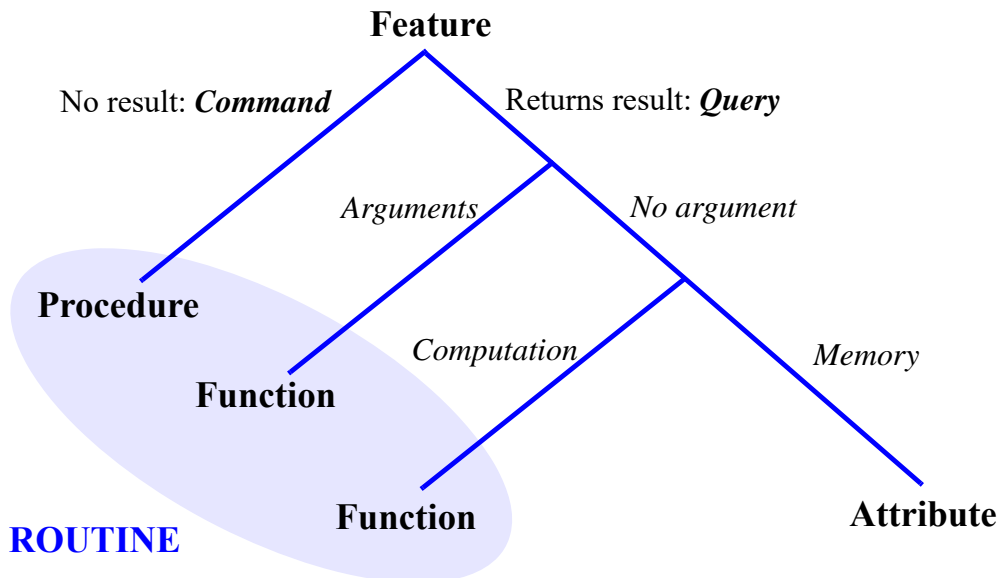 Feature
No result: Command
Returns result: Query
Arguments
No argument
Procedure
Computation
Memory
Function
Function
Attribute
ROUTINE